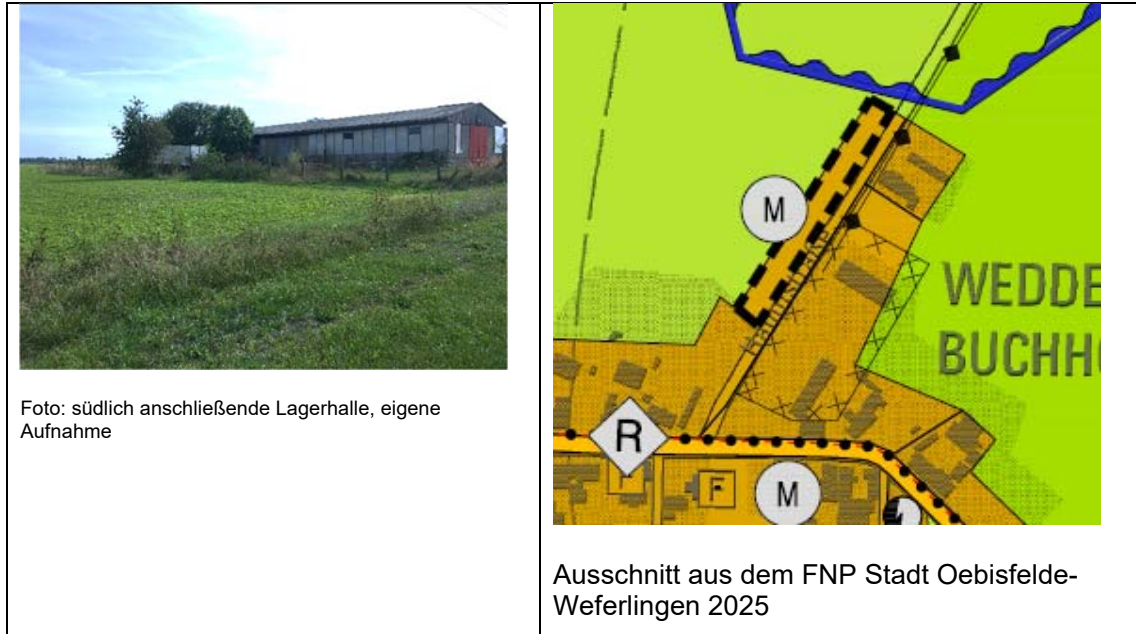 Foto: südlich anschließende Lagerhalle, eigene
Aufnahme
M
WEDDE
BUCHH
R
F
M
Ausschnitt aus dem FNP Stadt Oebisfelde-
Weferlingen 2025